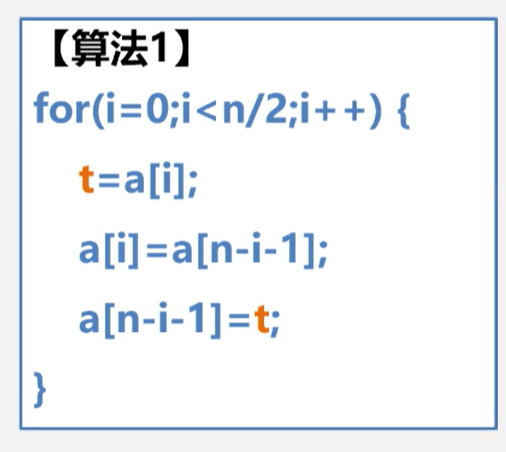 【算法1】
for(i=0;i<n/2;i++) {
t=a[i];
a[i]=a[n-i-1];
a[n-i-1]=t;
}